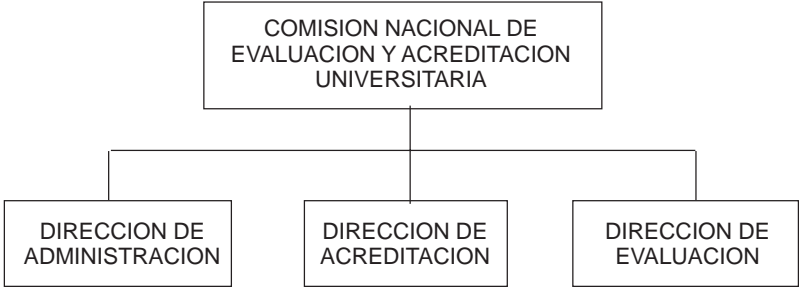 COMISION NACIONAL DE
EVALUACION Y ACREDITACION
UNIVERSITARIA
DIRECCION DE
ADMINISTRACION
DIRECCION DE
ACREDITACION
DIRECCION DE
EVALUACION